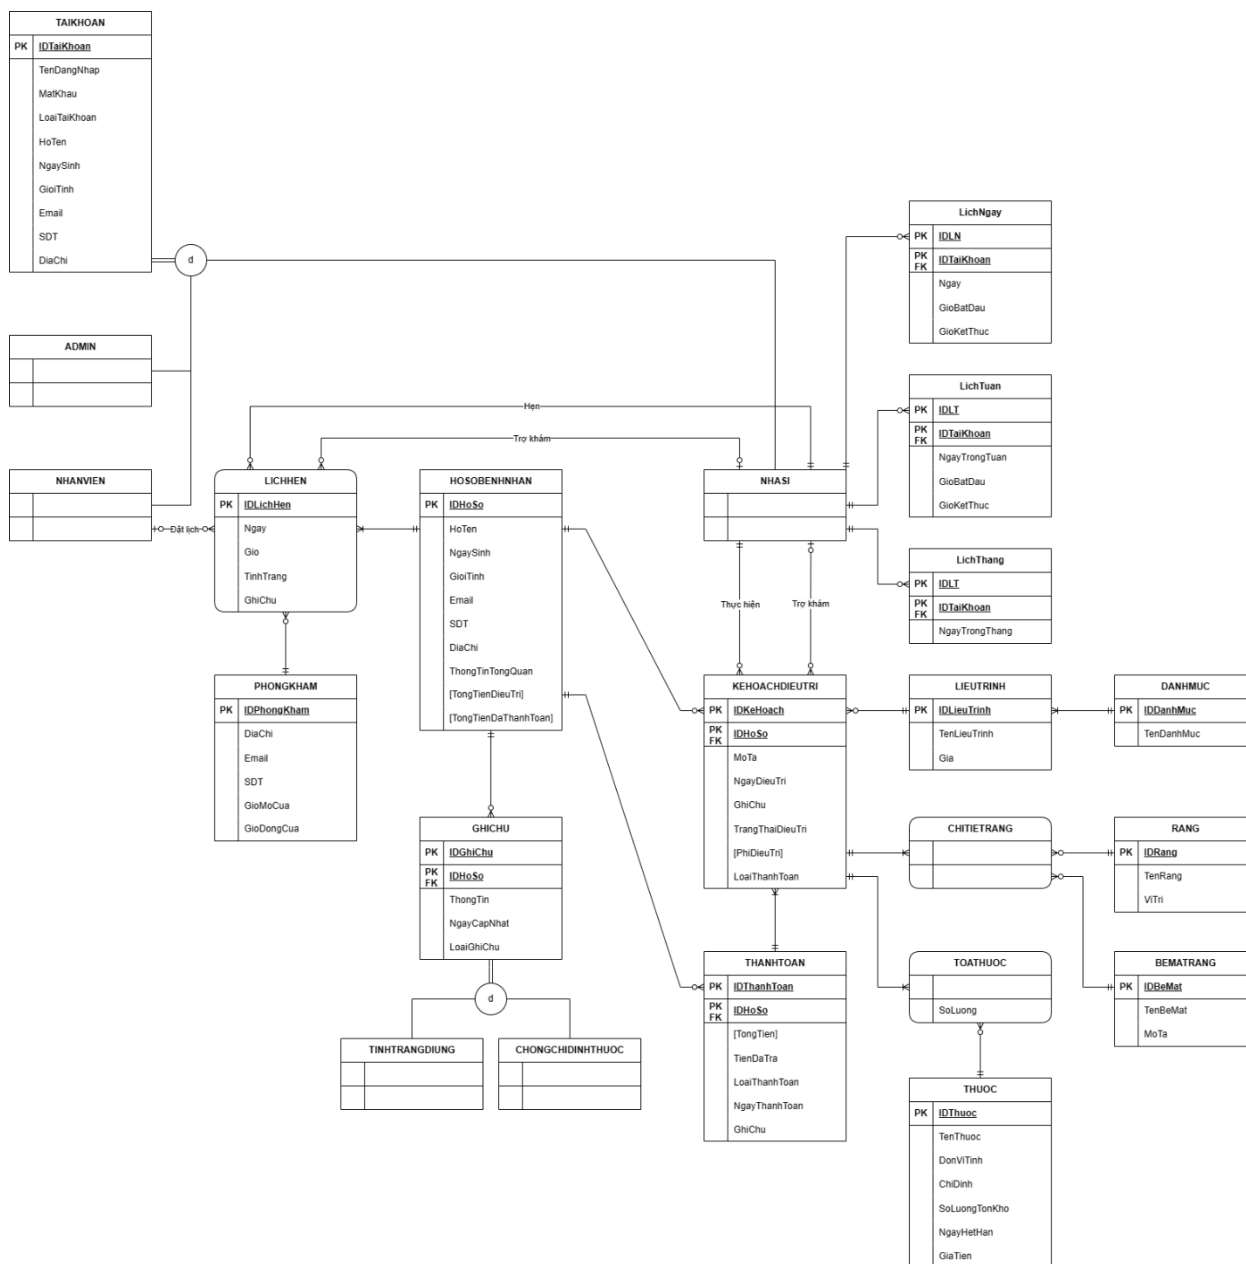 TAIKHOAN
PK IDTaiKhoan
TenDangNhap
MatKhau
LoaiTaiKhoan
HoTen
NgaySinh
GioiTinh
Email
SDT
DiaChi
d
ADMIN
NHANVIEN
Đặt lịch
Hẹn
Trợ khám
LICHHEN
PK IDLichHen
Ngay
Gio
TinhTrang
GhiChu
PHONGKHAM
PK IDPhongKham
DiaChi
Email
SDT
GioMoCua
GioDongCua
HOSOBENHNHAN
PK IDHoSo
HoTen
NgaySinh
GioiTinh
Email
SDT
DiaChi
ThongTinTongQuan
[TongTienDieuTri]
[TongTienDaThanhToan]
GHICHU
PK IDGhiChu
PK
FK IDHoSo
ThongTin
NgayCapNhat
LoaiGhiChu
d
TINHTRANGDIUNG
CHONGCHIDINHTHUOC
NHASI
Thực hiện
Trợ khám
KEHOACHDIEUTRI
PK IDKeHoach
PK
FK IDHoSo
MoTa
NgayDieuTri
GhiChu
TrangThaiDieuTri
[PhiDieuTri]
LoaiThanhToan
THANHTOAN
PK IDThanhToan
PK
FK IDHoSo
[TongTien]
TienDaTra
LoaiThanhToan
NgayThanhToan
GhiChu
LichNgay
PK IDLN
PK
FK IDTaiKhoan
Ngay
GioBatDau
GioKetThuc
LichTuan
PK IDLT
PK
FK IDTaiKhoan
NgayTrongTuan
GioBatDau
GioKetThuc
LichThang
PK IDLT
PK
FK IDTaiKhoan
NgayTrongThang
LIEUTRINH
PK IDLieuTrinh
TenLieuTrinh
Gia
DANHMUC
PK IDDanhMuc
TenDanhMuc
CHITIETRANG
RANG
PK IDRang
TenRang
ViTri
TOATHUOC
SoLuong
BEMATRANG
PK IDBeMat
TenBeMat
MoTa
THUOC
PK IDThuoc
TenThuoc
DonViTinh
ChiDinh
SoLuongTonKho
NgayHetHan
GiaTien